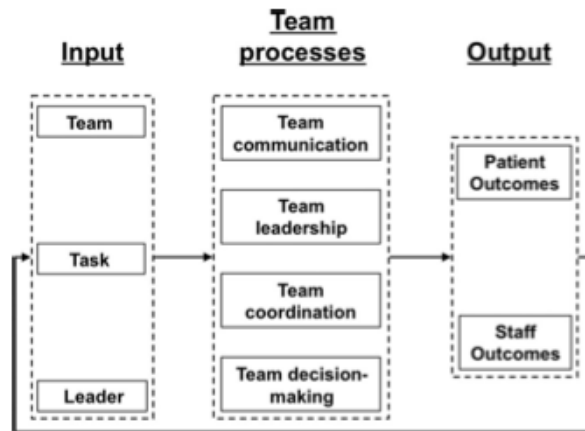 Input
Team
processes
Output
Team
Task
Leader
Team
communication
Team
leadership
Team
coordination
Team decision-
making
Patient
Outcomes
Staff
Outcomes